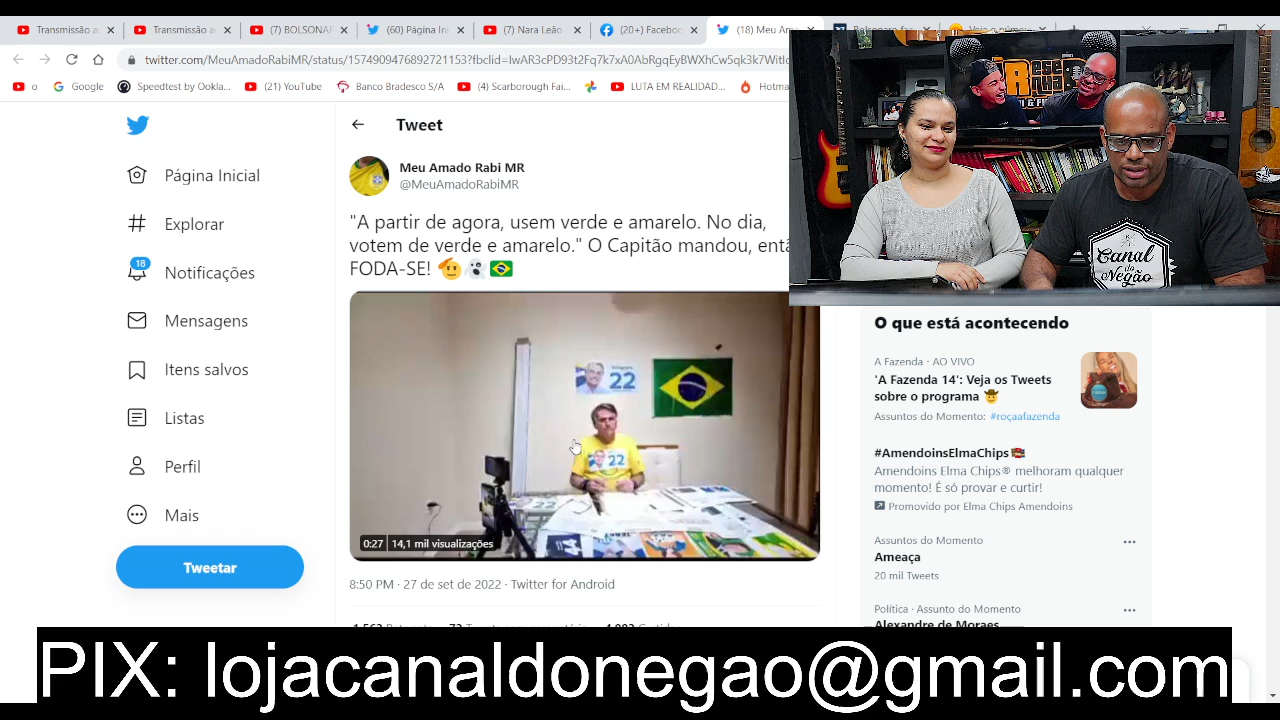 Transmissão a
Transmissão a
(7) BOLSONAR
(60) Página Ini
(7) Nara Leão
(20+) Faceboo
(18) Meu Am
twitter.com/MeuAmadoRabiMR/status/1574909476892721153?fbclid=
o
Google
Speedtest by Ookla...
(21) YouTube
Banco Bradesco S/A
(4) Scarborough Fai...
LUTA EM REALIDAD...
Hotma
Tweet
Página Inicial
Explorar
18
Notificações
Mensagens
Itens salvos
Listas
Perfil
Mais
Tweetar
Meu Amado Rabi MR
@MeuAmadoRabiMR
"A partir de agora, usem verde e amarelo. No dia,
votem de verde e amarelo." O Capitão mandou, entã
FODA-SE!
22
22
0:27 14,1 mil visualizações
8:50 PM · 27 de set de 2022 · Twitter for Android
Canal
do
Negão
O que está acontecendo
A Fazenda · AO VIVO
'A Fazenda 14': Veja os Tweets
sobre o programa
Assuntos do Momento: #roçaafazenda
#AmendoinsElmaChips
Amendoins Elma Chips® melhoram qualquer
momento! É só provar e curtir!
Promovido por Elma Chips Amendoins
Assuntos do Momento
Ameaça
20 mil Tweets
Política · Assunto do Momento
Alexandre de Moraes
PIX: lojacanaldonegao@gmail.com